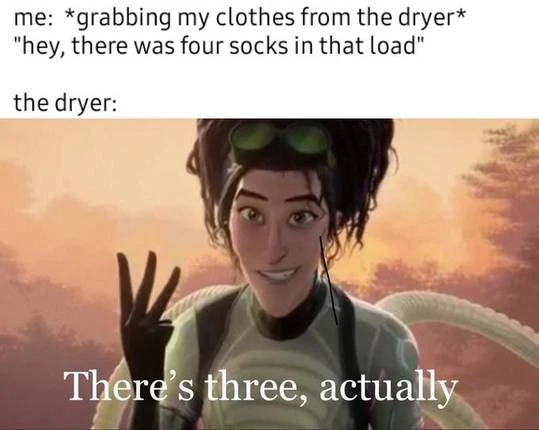 me:  *grabbing my clothes from the dryer*
"hey, there was four socks in that load"
the dryer:
There's three, actually